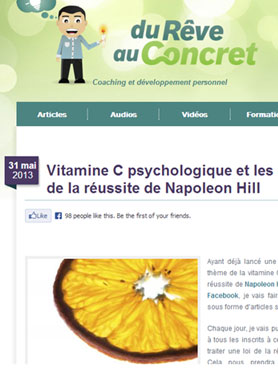 du Rêve
au Concret
Coaching et développement personnel
Articles Audios Vidéos Formati
31 mai
2013
Vitamine C psychologique et les
de la réussite de Napoleon Hill
Like 98 people like this. Be the first of your friends.
Ayant déjà lancé une
thème de la vitamine
réussite de Napoleon
Facebook, je vais fair
sous forme d'articles s
Chaque jour, je vais pu
à tous les inscrits à ce
traiter une loi de la ré
Cela nous prendra